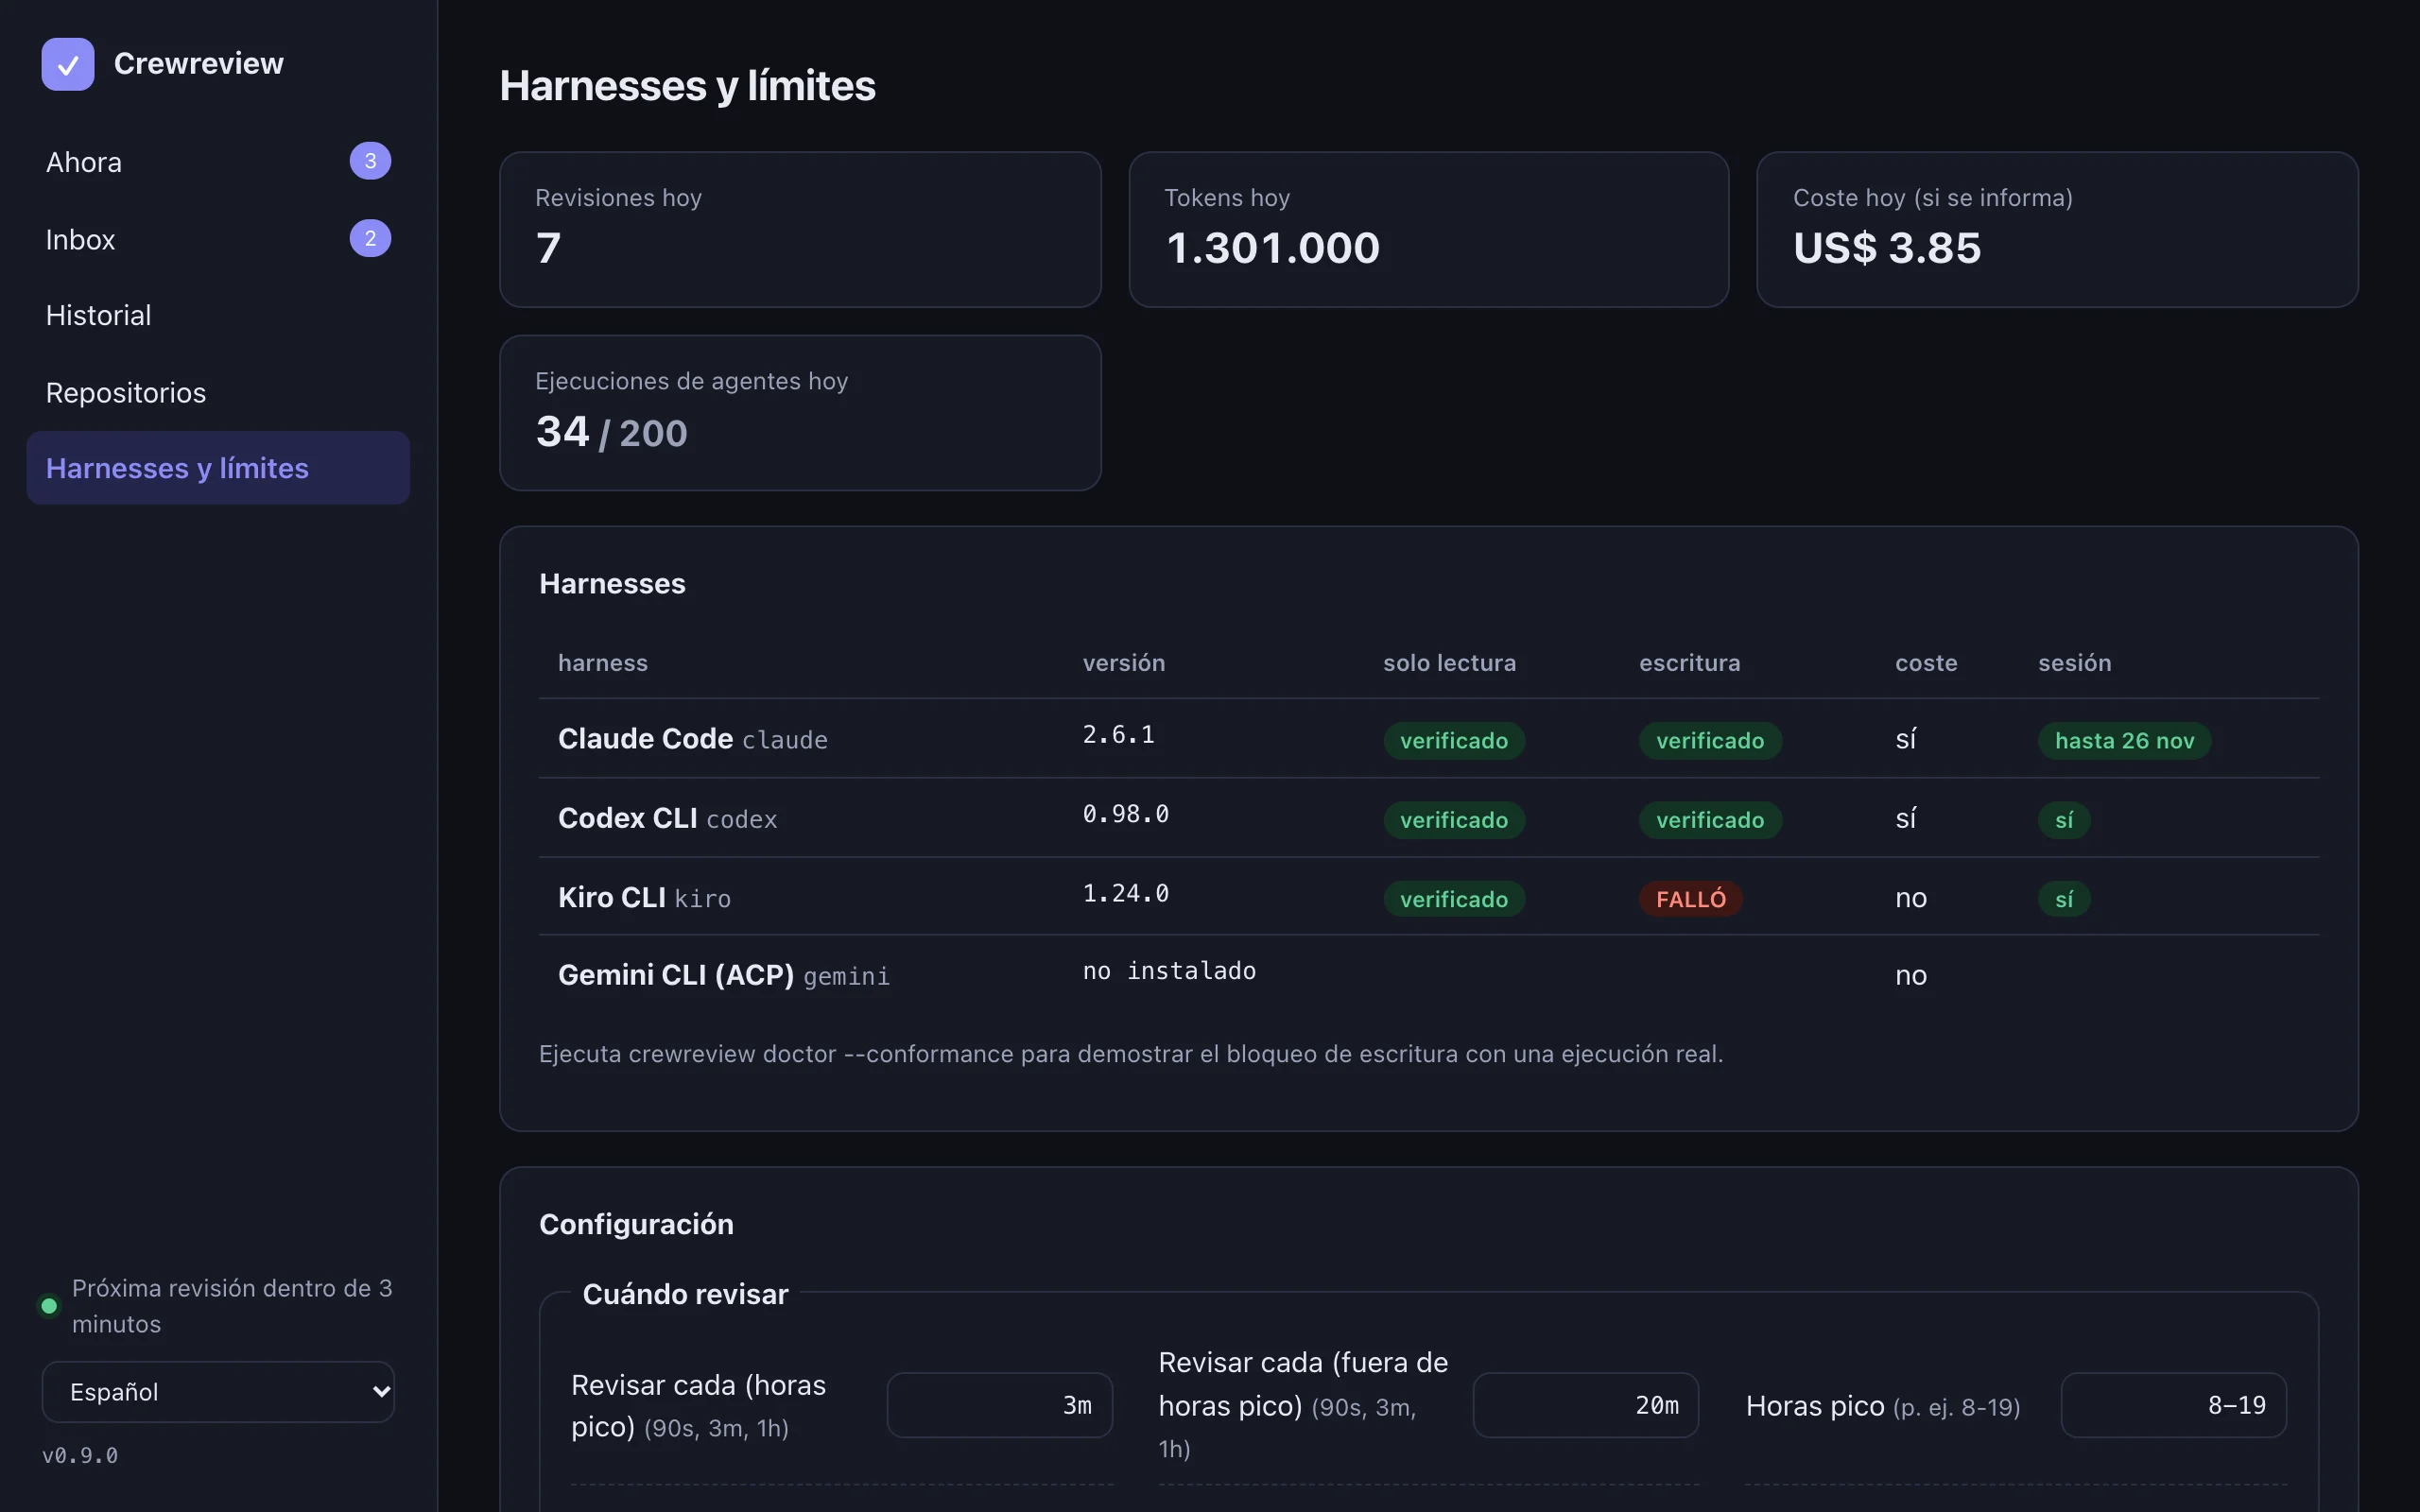 Crewreview
Ahora 3
Inbox 2
Historial
Repositorios
Harnesses y límites
Próxima revisión dentro de 3
minutos
Español
v0.9.0
Harnesses y límites
Revisiones hoy
7
Tokens hoy
1.301.000
Coste hoy (si se informa)
US$ 3.85
Ejecuciones de agentes hoy
34 / 200
Harnesses
harness versión solo lectura escritura coste sesión
Claude Code claude 2.6.1 verificado verificado sí hasta 26 nov
Codex CLI codex 0.98.0 verificado verificado sí sí
Kiro CLI kiro 1.24.0 verificado FALLÓ no sí
Gemini CLI (ACP) gemini no instalado no
Ejecuta crewreview doctor --conformance para demostrar el bloqueo de escritura con una ejecución real.
Configuración
Cuándo revisar
Revisar cada (horas
pico) (90s, 3m, 1h)
3m
Revisar cada (fuera de
horas pico) (90s, 3m,
1h)
20m
Horas pico (p. ej. 8-19)
8–19